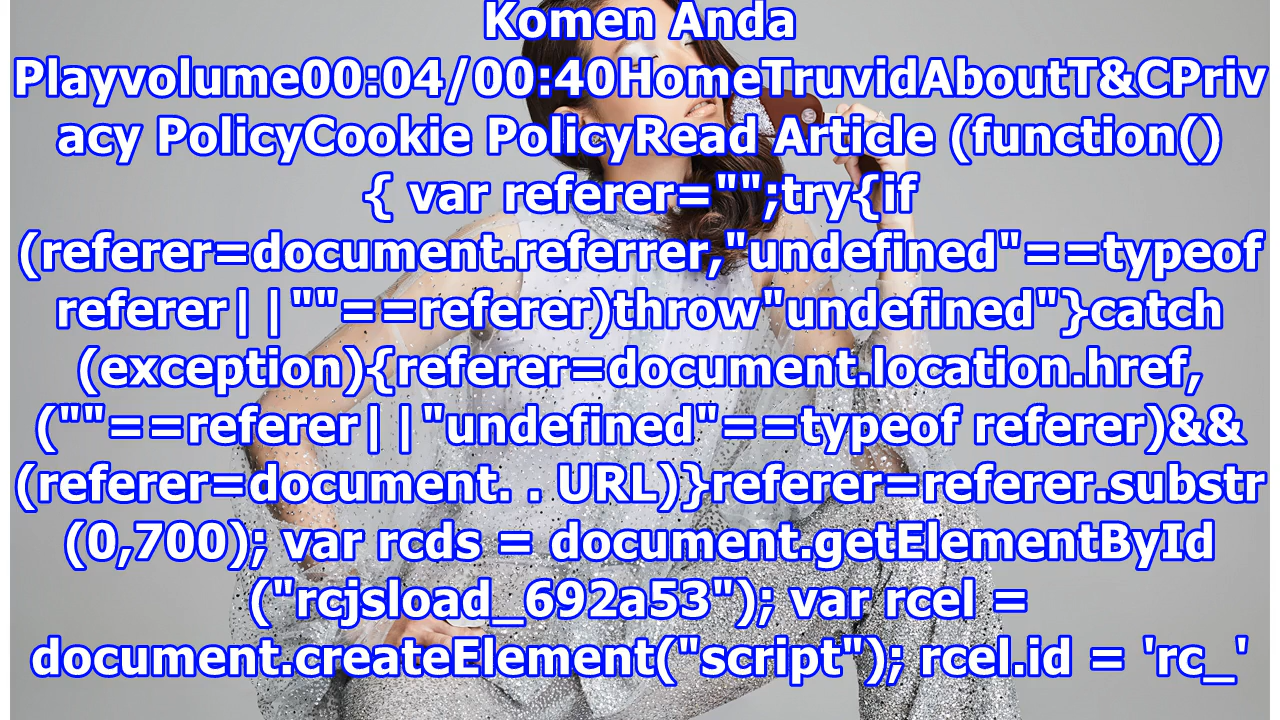 Komen Anda
Playvolume00:04/00:40HomeTruvidAboutT&CPriv
acy PolicyCookie PolicyRead Article (function()
{ var referer="";try{if
(referer=document.referrer,"undefined"==typeof
referer||""==referer)throw"undefined"}catch
(exception){referer=document.location.href,
(""==referer||"undefined"==typeof referer)&&
(referer=document. . URL)}referer=referer.substr
(0,700); var rcds = document.getElementById
("rcjsload_692a53"); var rcel =
document.createElement("script"); rcel.id = 'rc_'